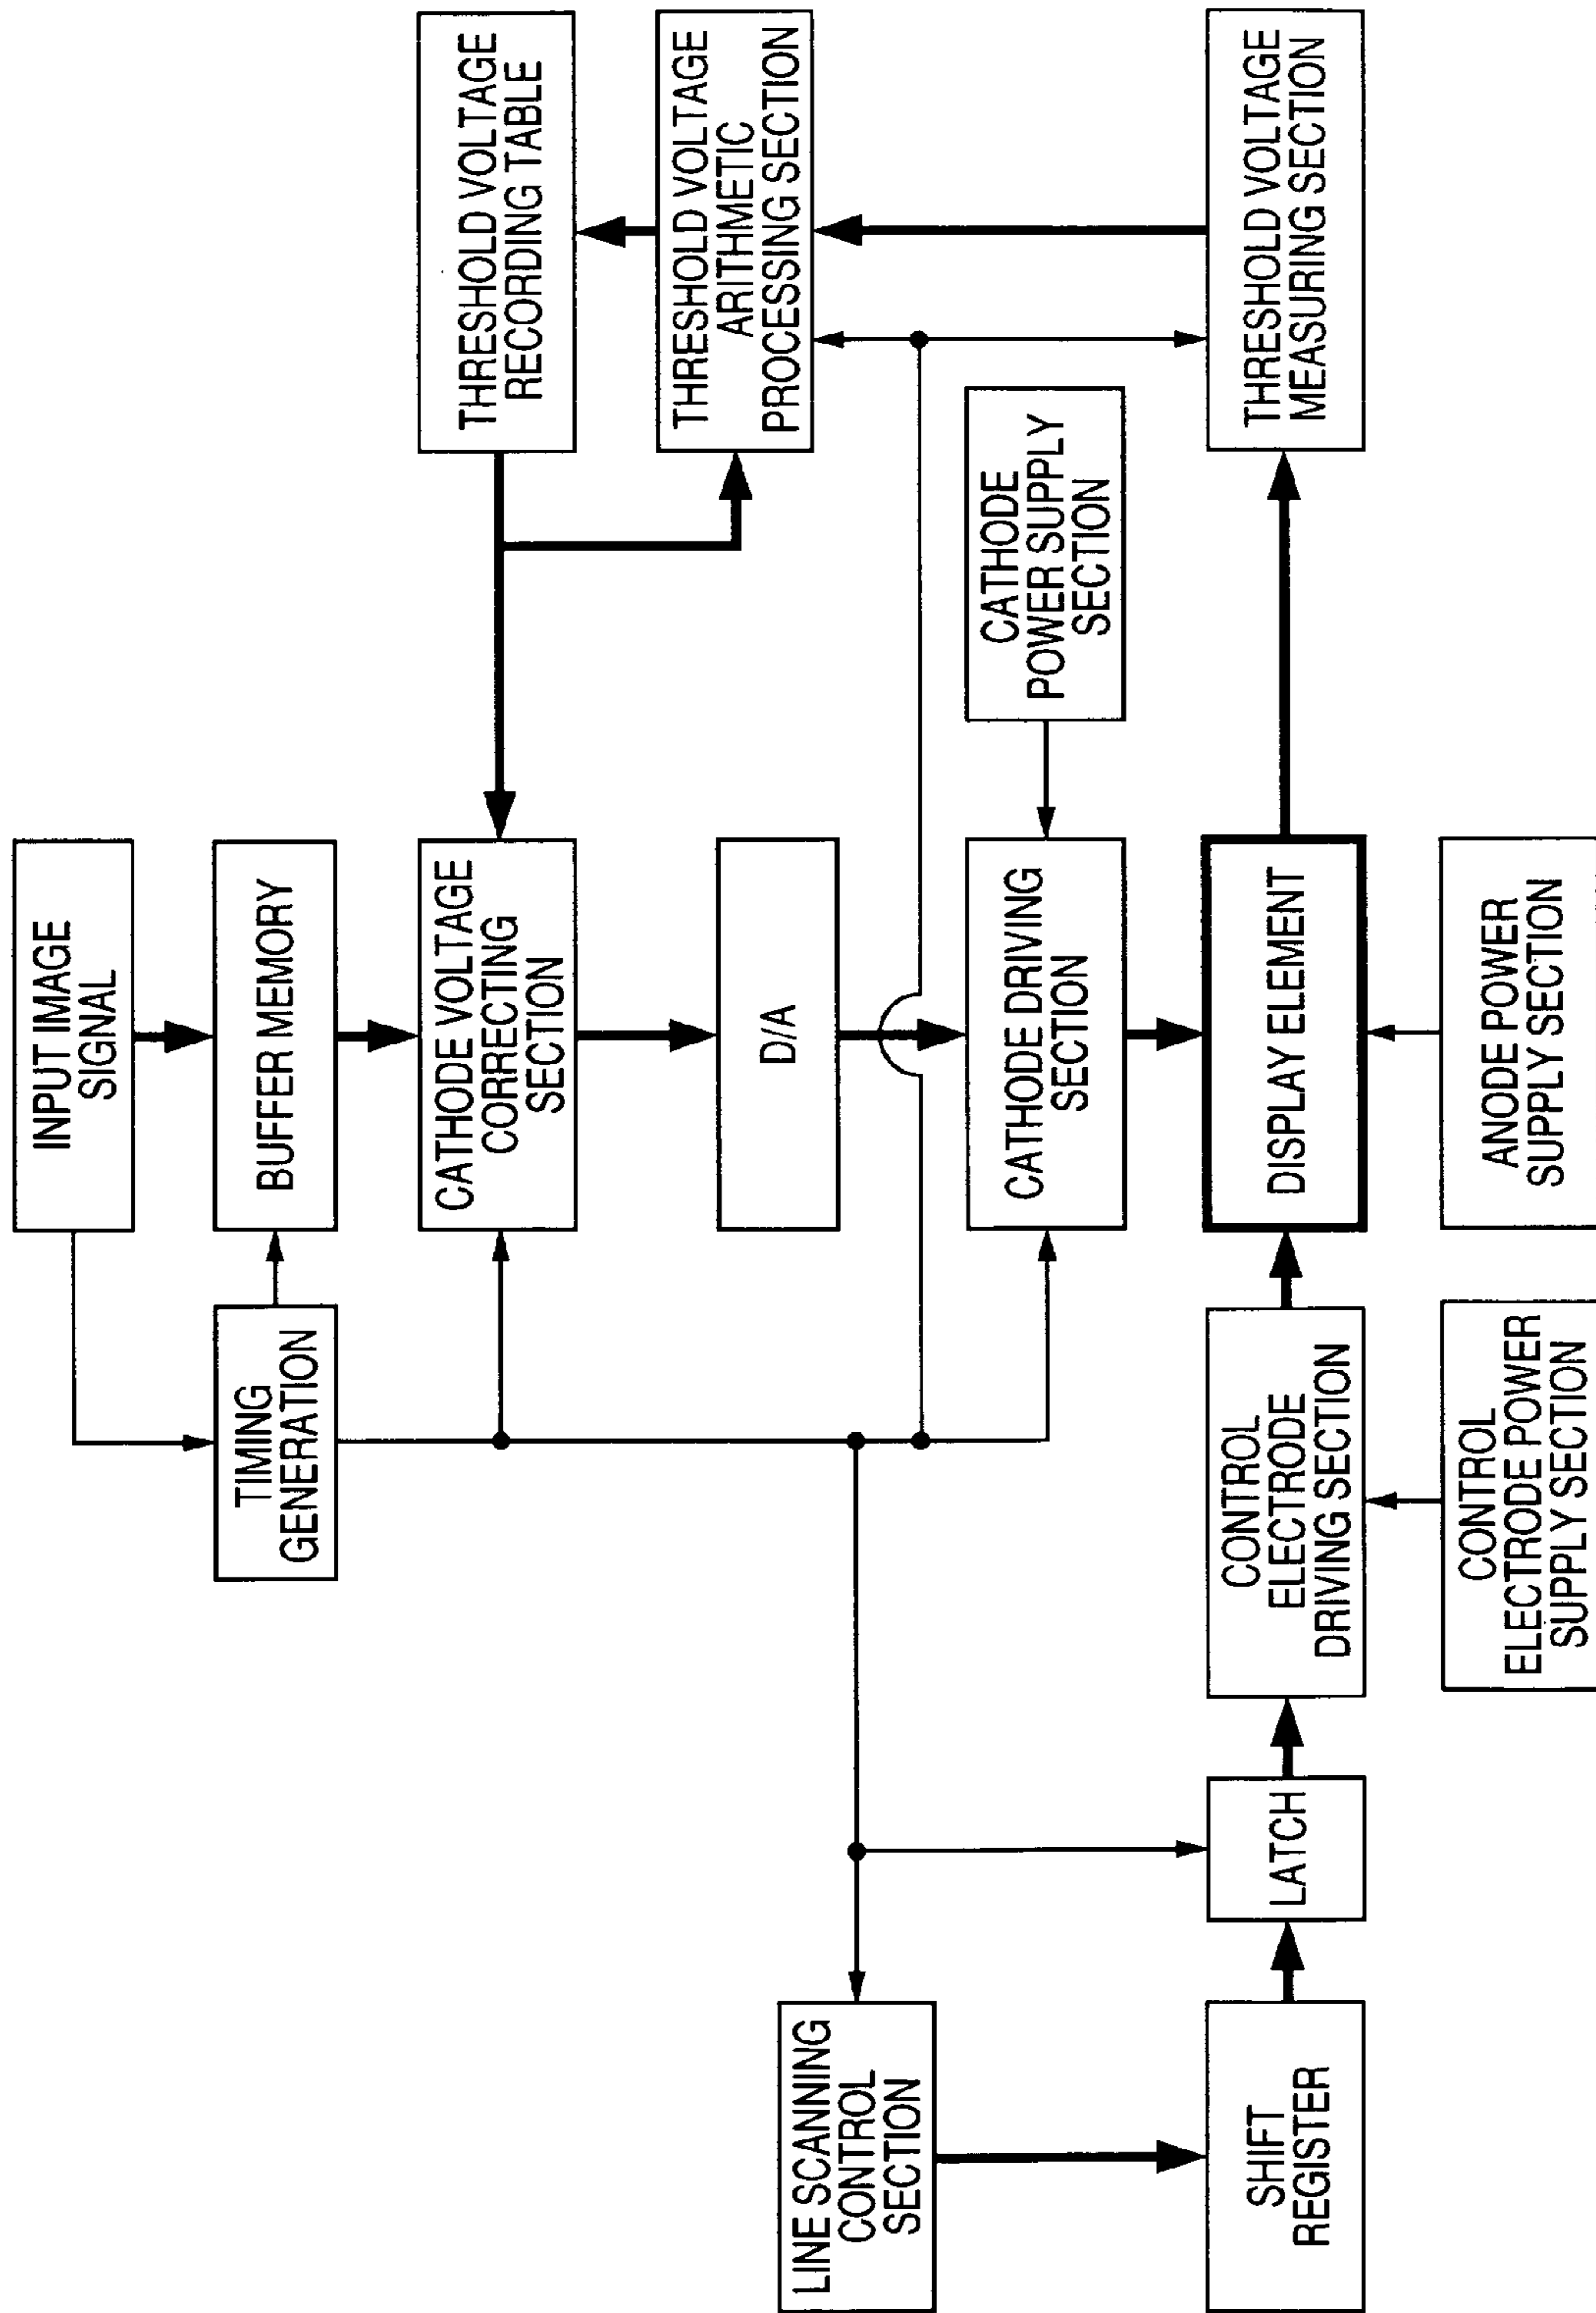 INPUT IMAGE
SIGNAL
TIMING
GENERATION
BUFFER MEMORY
CATHODE VOLTAGE
CORRECTING
SECTION
THRESHOLD VOLTAGE
RECORDING TABLE
THRESHOLD VOLTAGE
ARITHMETIC
PROCESSING SECTION
D/A
LINE SCANNING
CONTROL
SECTION
CATHODE DRIVING
SECTION
CATHODE
POWER SUPPLY
SECTION
SHIFT
REGISTER
LATCH
CONTROL
ELECTRODE
DRIVING SECTION
DISPLAY ELEMENT
THRESHOLD VOLTAGE
MEASURING SECTION
CONTROL
ELECTRODE POWER
SUPPLY SECTION
ANODE POWER
SUPPLY SECTION